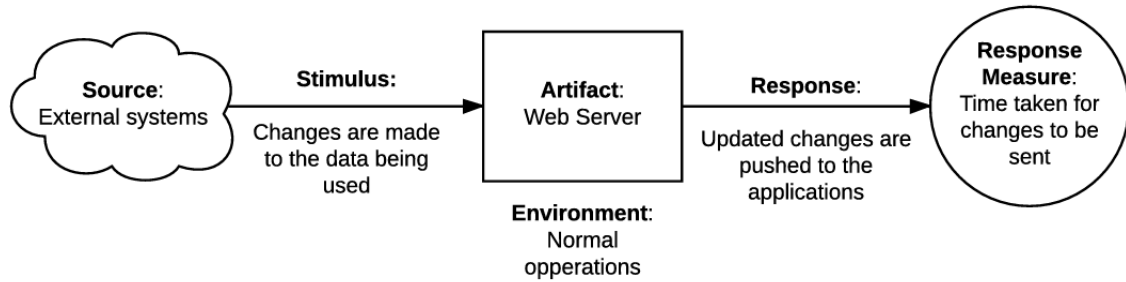 Source:
External systems
Stimulus:
Changes are made
to the data being
used
Artifact:
Web Server
Environment:
Normal
opperations
Response:
Updated changes are
pushed to the
applications
Response
Measure:
Time taken for
changes to be
sent